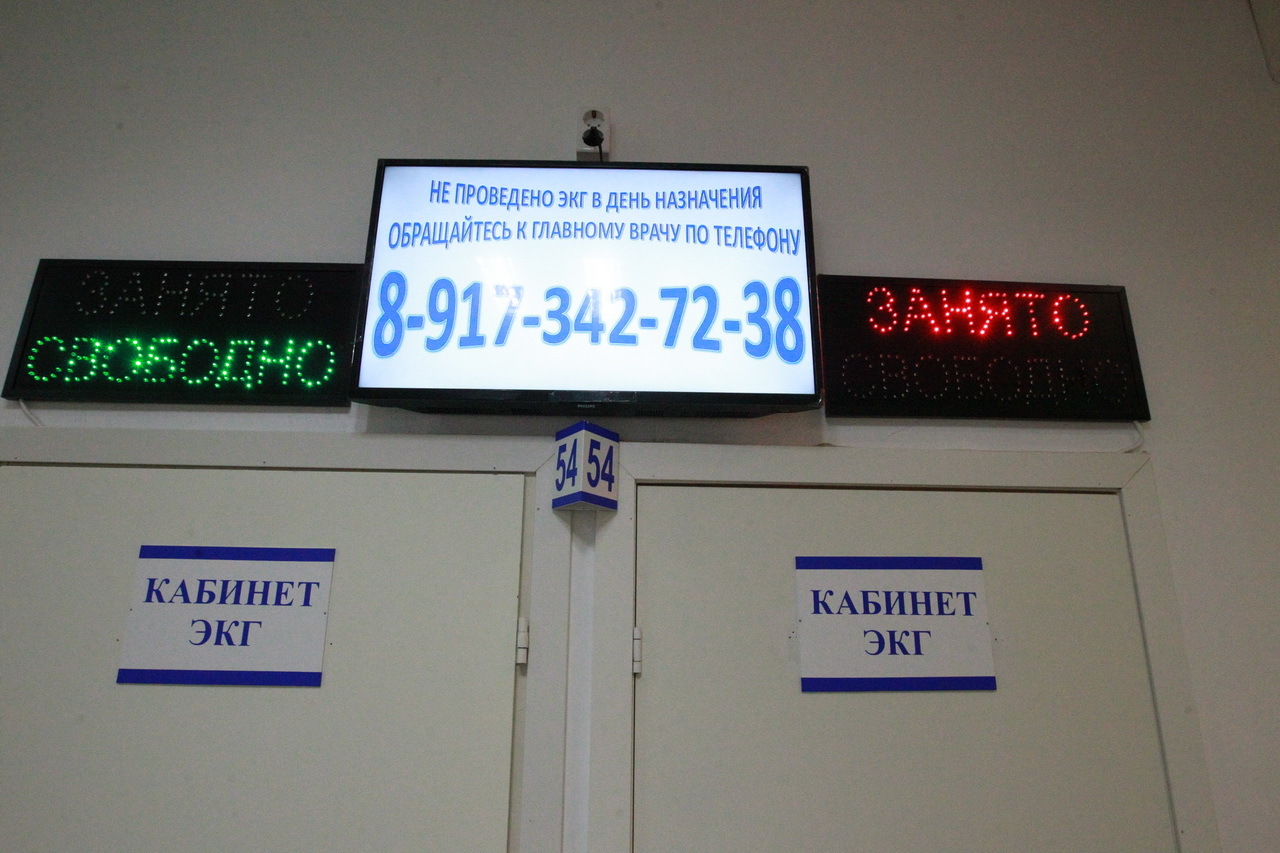 НЕ ПРОВЕДЕНО ЭКГ В ДЕНЬ НАЗНАЧЕНИЯ
ОБРАЩАЙТЕСЬ К ГЛАВНОМУ ВРАЧУ ПО ТЕЛЕФОНУ
8-917-342-72-38
PHILIPS
ЗАНЯТО
СВОБОДНО
ЗАНЯТО
СВОБОДНО
54 54
КАБИНЕТ
ЭКГ
КАБИНЕТ
ЭКГ